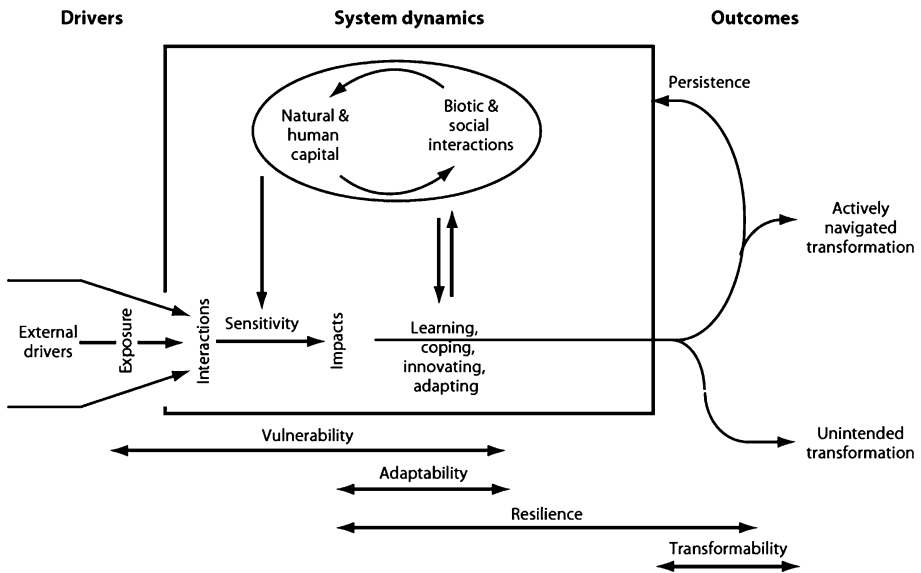 Drivers
System dynamics
Outcomes
Persistence
Natural &
human
capital
Biotic &
social
interactions
Actively
navigated
transformation
External
drivers
Exposure
Interactions
Sensitivity
Impacts
Learning,
coping,
innovating,
adapting
Unintended
transformation
Vulnerability
Adaptability
Resilience
Transformability